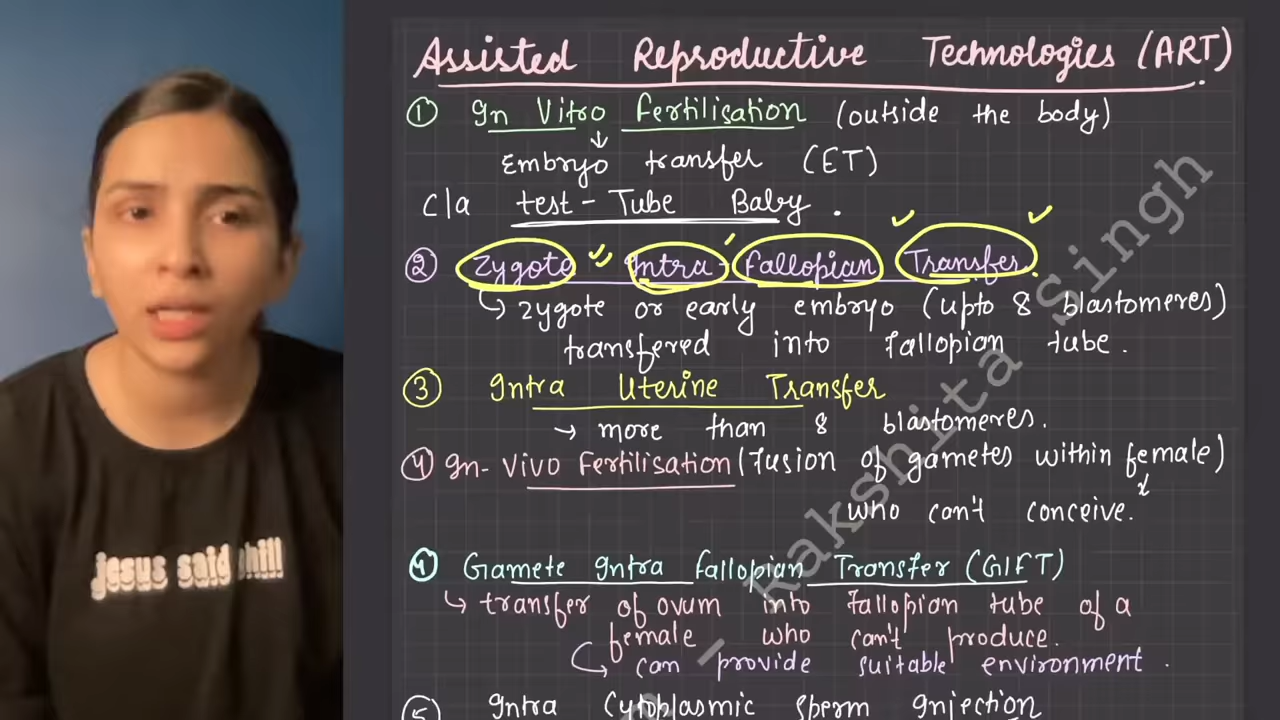 Assisted Reproductive Technologies (ART)
① In Vitro Fertilisation (outside the body)
↓
Embryo transfer (ET)
c/a test-Tube Baby.
② Zygote Intra-fallopian Transfer.
↳ zygote or early embryo (upto 8 blastomeres)
transfered into fallopian tube.
③ Intra Uterine Transfer
→ more than 8 blastomeres.
④ In-Vivo Fertilisation (fusion of gametes within female)
who can't conceive.
④ Gamete Intra fallopian Transfer (GIFT)
↳ transfer of ovum into fallopian tube of a
female who can't produce.
↳ can provide suitable environment.
⑤ Intra Cytoplasmic Sperm Injection
jesus said chill
- Rakshita Singh